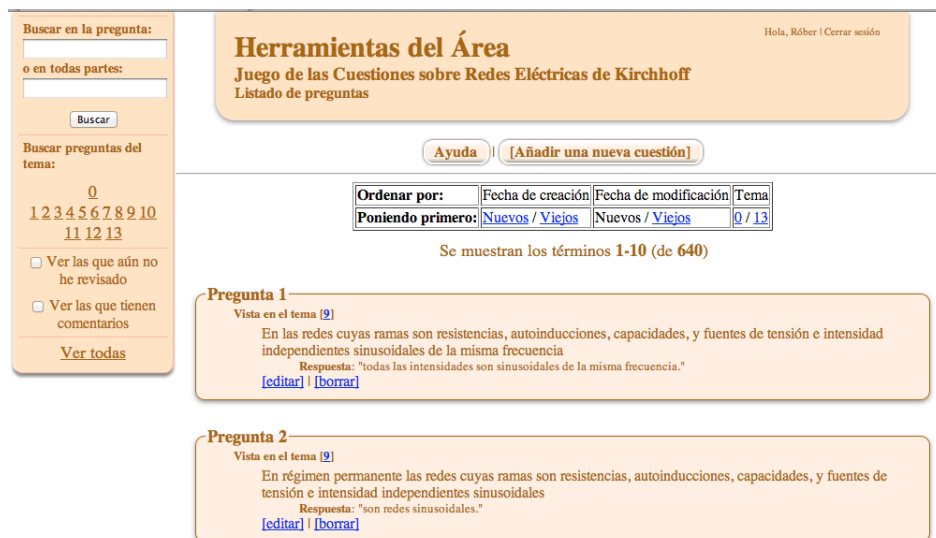 Buscar en la pregunta:
o en todas partes:
Buscar
Buscar preguntas del
tema:
0
1 2 3 4 5 6 7 8 9 10
11 12 13
Ver las que aún no
he revisado
Ver las que tienen
comentarios
Ver todas
Hola, Róber | Cerrar sesión
Herramientas del Área
Juego de las Cuestiones sobre Redes Eléctricas de Kirchhoff
Listado de preguntas
Ayuda | [Añadir una nueva cuestión]
Ordenar por: Fecha de creación Fecha de modificación Tema
Poniendo primero: Nuevos / Viejos Nuevos / Viejos 0 / 13
Se muestran los términos 1-10 (de 640)
Pregunta 1
Vista en el tema [9]
En las redes cuyas ramas son resistencias, autoinducciones, capacidades, y fuentes de tensión e intensidad
independientes sinusoidales de la misma frecuencia
Respuesta: "todas las intensidades son sinusoidales de la misma frecuencia."
[editar] | [borrar]
Pregunta 2
Vista en el tema [9]
En régimen permanente las redes cuyas ramas son resistencias, autoinducciones, capacidades, y fuentes de
tensión e intensidad independientes sinusoidales
Respuesta: "son redes sinusoidales."
[editar] | [borrar]